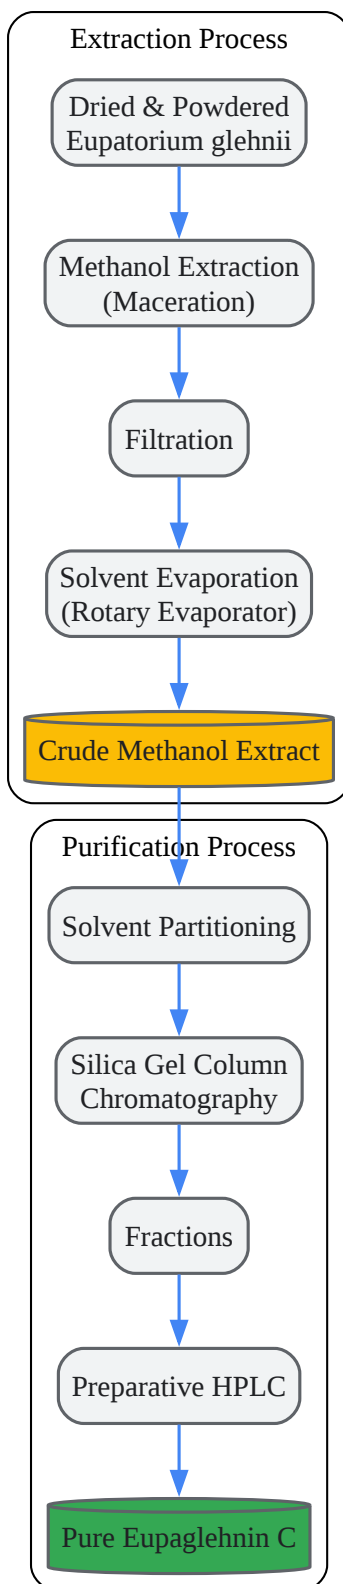 Extraction Process
Dried & Powdered
Eupatorium glehnii
Methanol Extraction
(Maceration)
Filtration
Solvent Evaporation
(Rotary Evaporator)
Crude Methanol Extract
Purification Process
Solvent Partitioning
Silica Gel Column
Chromatography
Fractions
Preparative HPLC
Pure Eupaglehnin C